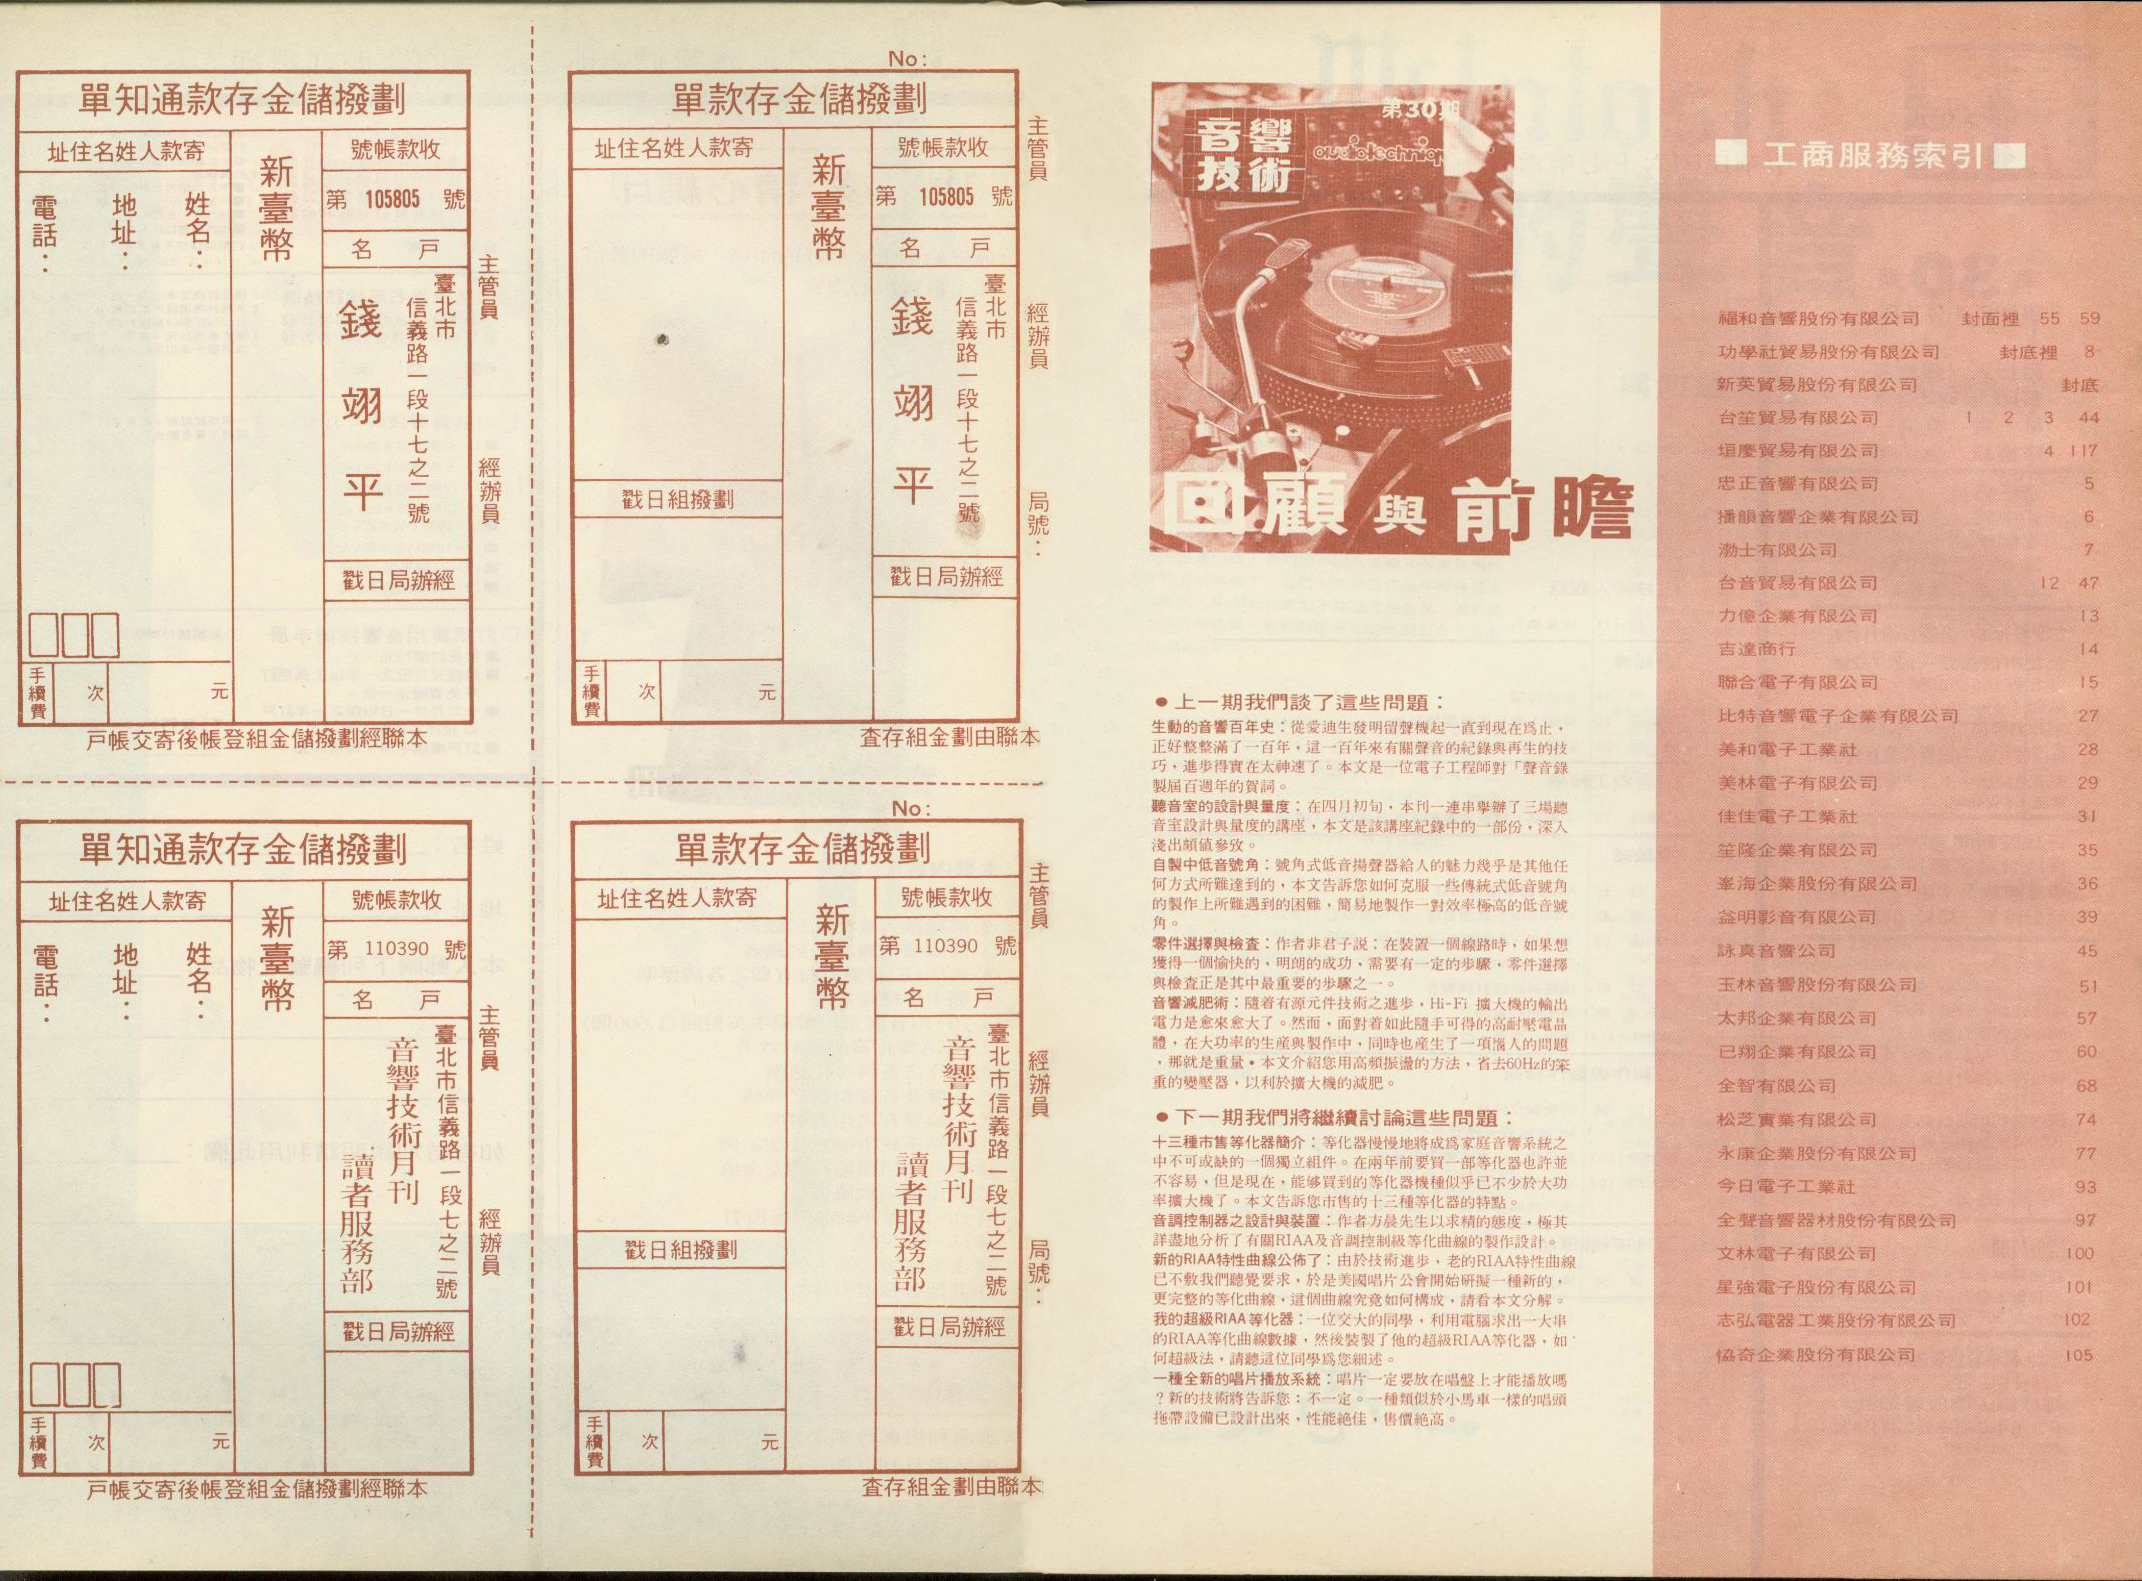 劃撥儲金存款通知單
收款帳號
第 105805 號
戶名
臺北市
信義路一段十七之二號
錢翊平
經辦局日戳
新臺幣
寄款人姓名住址
姓名：
地址：
電話：
手續費
次
元
主管員
經辦員
本聯經劃撥儲金組登帳後寄交帳戶
No:
劃撥儲金存款單
收款帳號
第 105805 號
戶名
臺北市
信義路一段十七之二號
錢翊平
經辦局日戳
新臺幣
寄款人姓名住址
劃撥組日戳
手續費
次
元
主管員
經辦員
局號：
本聯由劃金組存查
劃撥儲金存款通知單
收款帳號
第 110390 號
戶名
臺北市信義路一段七之二號
音響技術月刊
讀者服務部
經辦局日戳
新臺幣
寄款人姓名住址
姓名：
地址：
電話：
手續費
次
元
主管員
經辦員
本聯經劃撥儲金組登帳後寄交帳戶
No:
劃撥儲金存款單
收款帳號
第 110390 號
戶名
臺北市信義路一段七之二號
音響技術月刊
讀者服務部
經辦局日戳
新臺幣
寄款人姓名住址
劃撥組日戳
手續費
次
元
主管員
經辦員
局號：
本聯由劃金組存查
第30期
音響
技術
audiotechnique
回顧與前瞻
●上一期我們談了這些問題：
生動的音響百年史：從愛迪生發明留聲機起一直到現在爲止，
正好整整滿了一百年，這一百年來有關聲音的紀錄與再生的技
巧，進步得實在太神速了。本文是一位電子工程師對「聲音錄
製屆百週年的賀詞。
聽音室的設計與量度：在四月初旬，本刊一連串舉辦了三場聽
音室設計與量度的講座，本文是該講座紀錄中的一部份，深入
淺出頗值參攷。
自製中低音號角：號角式低音揚聲器給人的魅力幾乎是其他任
何方式所難達到的，本文告訴您如何克服一些傳統式低音號角
的製作上所難遇到的困難，簡易地製作一對效率極高的低音號
角。
零件選擇與檢查：作者非君子説：在裝置一個線路時，如果想
獲得一個愉快的，明朗的成功，需要有一定的步驟，零件選擇
與檢查正是其中最重要的步驟之一。
音響減肥術：隨着有源元件技術之進步，Hi-Fi 擴大機的輸出
電力是愈來愈大了。然而，面對着如此隨手可得的高耐壓電晶
體，在大功率的生産與製作中，同時也産生了一項惱人的問題
，那就是重量。本文介紹您用高頻振盪的方法，省去60Hz的笨
重的變壓器，以利於擴大機的減肥。
●下一期我們將繼續討論這些問題：
十三種市售等化器簡介：等化器慢慢地將成爲家庭音響系統之
中不可或缺的一個獨立組件。在兩年前要買一部等化器也許並
不容易，但是現在，能够買到的等化器機種似乎已不少於大功
率擴大機了。本文告訴您市售的十三種等化器的特點。
音調控制器之設計與裝置：作者方晨先生以求精的態度，極其
詳盡地分析了有關RIAA及音調控制級等化曲線的製作設計。
新的RIAA特性曲線公佈了：由於技術進步，老的RIAA特性曲線
已不敷我們聽覺要求，於是美國唱片公會開始研擬一種新的，
更完整的等化曲線，這個曲線究竟如何構成，請看本文分解。
我的超級RIAA等化器：一位交大的同學，利用電腦求出一大串
的RIAA等化曲線數據，然後裝製了他的超級RIAA等化器，如
何超級法，請聽這位同學爲您細述。
一種全新的唱片播放系統：唱片一定要放在唱盤上才能播放嗎
？新的技術將告訴您：不一定。一種類似於小馬車一樣的唱頭
拖帶設備已設計出來，性能絶佳，售價絶高。
■ 工商服務索引 ■
福和音響股份有限公司 封面裡 55 59
功學社貿易股份有限公司 封底裡 8
新英貿易股份有限公司 封底
台笙貿易有限公司 1 2 3 44
垣慶貿易有限公司 4 117
忠正音響有限公司 5
播韻音響企業有限公司 6
渤士有限公司 7
台音貿易有限公司 12 47
力億企業有限公司 13
吉達商行 14
聯合電子有限公司 15
比特音響電子企業有限公司 27
美和電子工業社 28
美林電子有限公司 29
佳佳電子工業社 31
笙隆企業有限公司 35
峯海企業股份有限公司 36
益明影音有限公司 39
詠真音響公司 45
玉林音響股份有限公司 51
太邦企業有限公司 57
已翔企業有限公司 60
全智有限公司 68
松芝實業有限公司 74
永康企業股份有限公司 77
今日電子工業社 93
全聲音響器材股份有限公司 97
文林電子有限公司 100
星強電子股份有限公司 101
志弘電器工業股份有限公司 102
恊奇企業股份有限公司 105